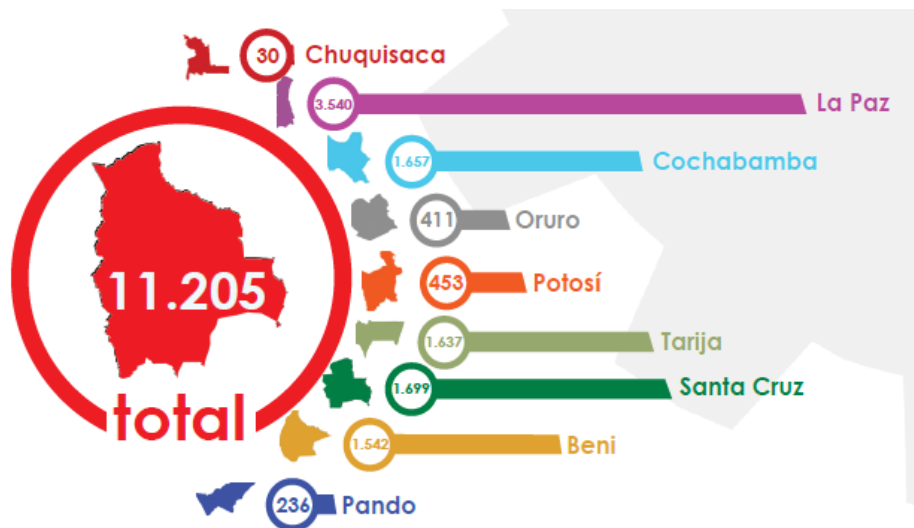 30 Chuquisaca
3.540 La Paz
1.657 Cochabamba
411 Oruro
453 Potosí
1.637 Tarija
1.699 Santa Cruz
1.542 Beni
236 Pando
11.205
total